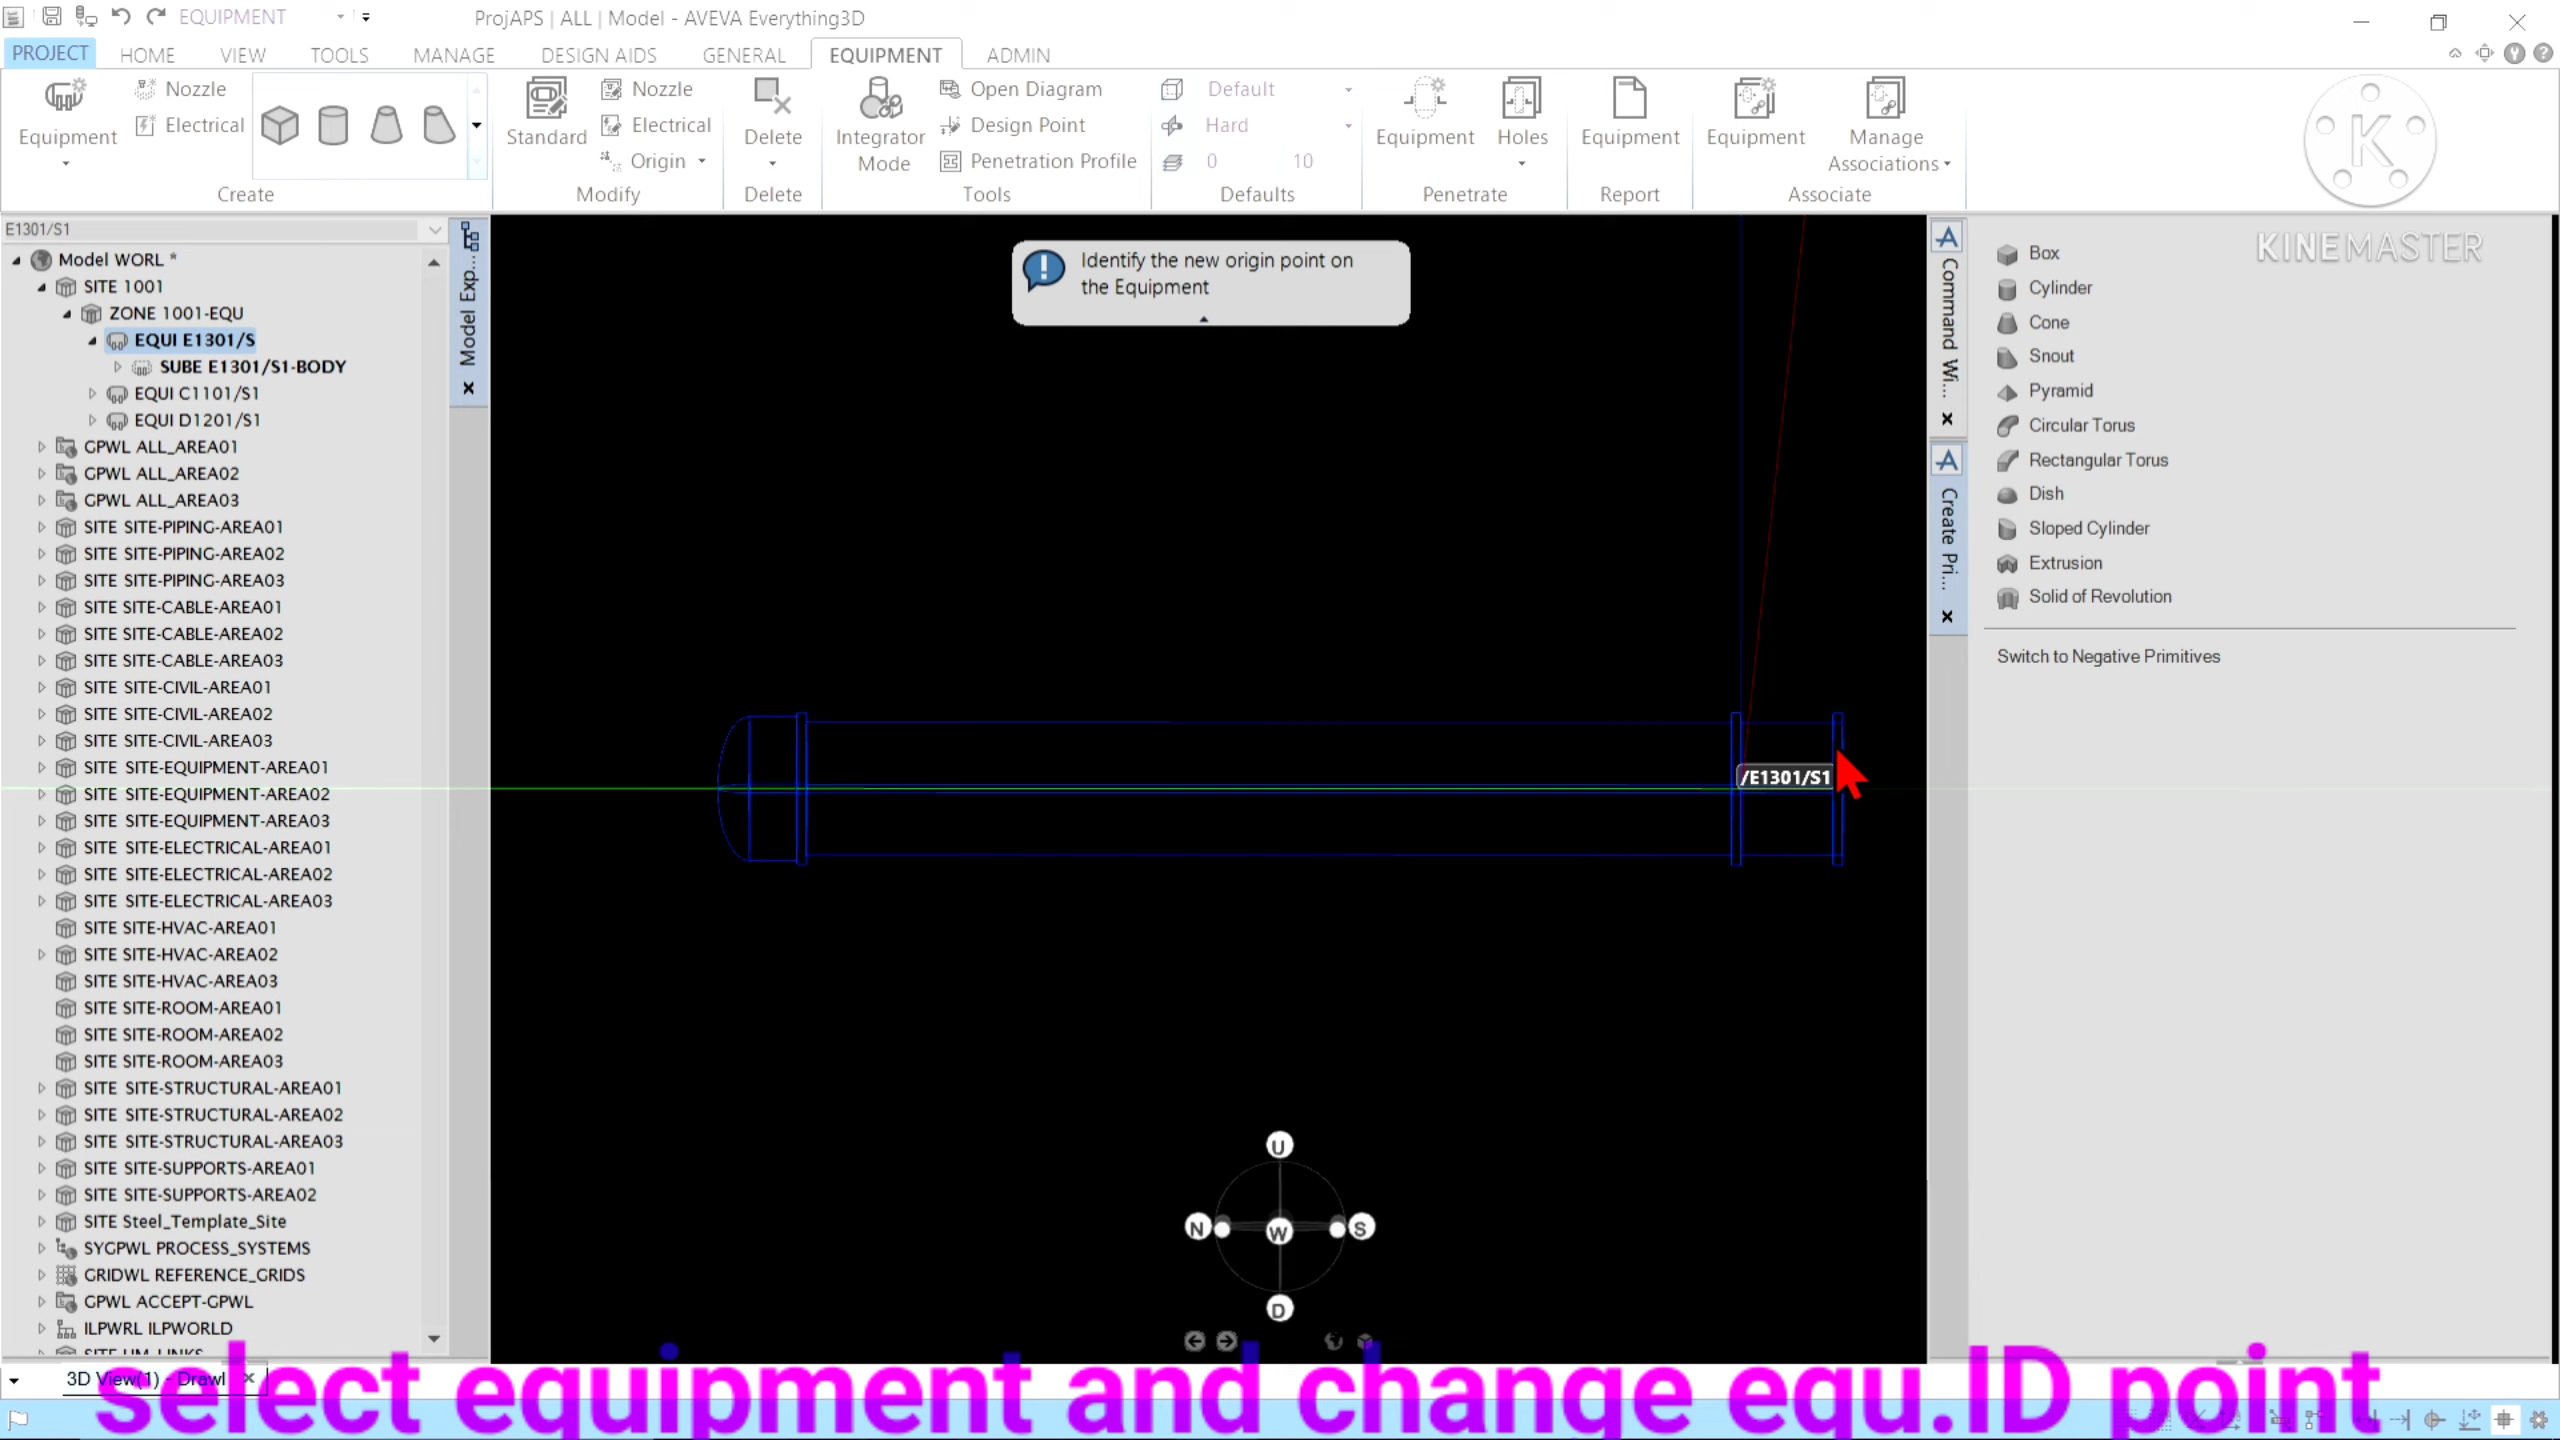 EQUIPMENT
ProjAPS | ALL | Model - AVEVA Everything3D
PROJECT
HOME
VIEW
TOOLS
MANAGE
DESIGN AIDS
GENERAL
EQUIPMENT
ADMIN
Equipment
Nozzle
Electrical
Create
Standard
Nozzle
Electrical
Origin
Modify
Delete
Delete
Integrator
Mode
Open Diagram
Design Point
Penetration Profile
Tools
Default
Hard
0 10
Defaults
Equipment
Holes
Penetrate
Equipment
Report
Equipment
Manage
Associations
Associate
K
KINEMASTER
E1301/S1
Model WORL *
SITE 1001
ZONE 1001-EQU
EQUI E1301/S
SUBE E1301/S1-BODY
EQUI C1101/S1
EQUI D1201/S1
GPWL ALL_AREA01
GPWL ALL_AREA02
GPWL ALL_AREA03
SITE SITE-PIPING-AREA01
SITE SITE-PIPING-AREA02
SITE SITE-PIPING-AREA03
SITE SITE-CABLE-AREA01
SITE SITE-CABLE-AREA02
SITE SITE-CABLE-AREA03
SITE SITE-CIVIL-AREA01
SITE SITE-CIVIL-AREA02
SITE SITE-CIVIL-AREA03
SITE SITE-EQUIPMENT-AREA01
SITE SITE-EQUIPMENT-AREA02
SITE SITE-EQUIPMENT-AREA03
SITE SITE-ELECTRICAL-AREA01
SITE SITE-ELECTRICAL-AREA02
SITE SITE-ELECTRICAL-AREA03
SITE SITE-HVAC-AREA01
SITE SITE-HVAC-AREA02
SITE SITE-HVAC-AREA03
SITE SITE-ROOM-AREA01
SITE SITE-ROOM-AREA02
SITE SITE-ROOM-AREA03
SITE SITE-STRUCTURAL-AREA01
SITE SITE-STRUCTURAL-AREA02
SITE SITE-STRUCTURAL-AREA03
SITE SITE-SUPPORTS-AREA01
SITE SITE-SUPPORTS-AREA02
SITE Steel_Template_Site
SYGPWL PROCESS_SYSTEMS
GRIDWL REFERENCE_GRIDS
GPWL ACCEPT-GPWL
ILPWRL ILPWORLD
Model Exp...
Identify the new origin point on
the Equipment
/E1301/S1
U
N
W
S
D
Command Wi...
Create Pri...
Box
Cylinder
Cone
Snout
Pyramid
Circular Torus
Rectangular Torus
Dish
Sloped Cylinder
Extrusion
Solid of Revolution
Switch to Negative Primitives
3D View(1) - Drawl
select equipment and change equ.ID point